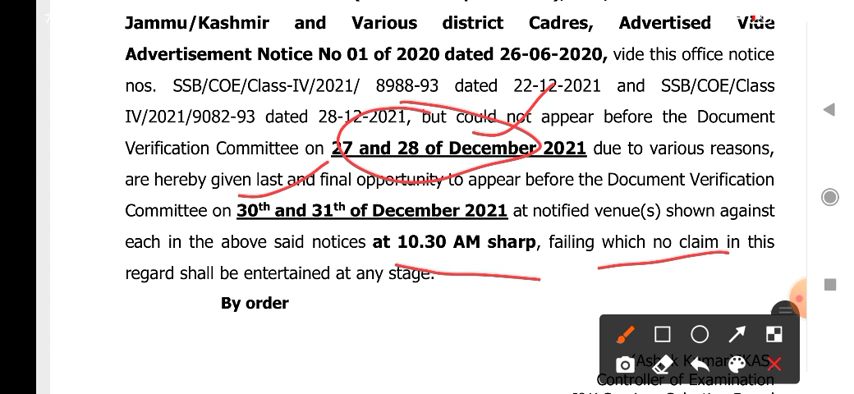 Jammu/Kashmir and Various district Cadres, Advertised Vide
Advertisement Notice No 01 of 2020 dated 26-06-2020, vide this office notice
nos. SSB/COE/Class-IV/2021/ 8988-93 dated 22-12-2021 and SSB/COE/Class
IV/2021/9082-93 dated 28-12-2021, but could not appear before the Document
Verification Committee on 27 and 28 of December 2021 due to various reasons,
are hereby given last and final opportunity to appear before the Document Verification
Committee on 30th and 31th of December 2021 at notified venue(s) shown against
each in the above said notices at 10.30 AM sharp, failing which no claim in this
regard shall be entertained at any stage.
By order
(Ashok Kumar) KAS
Controller of Examination